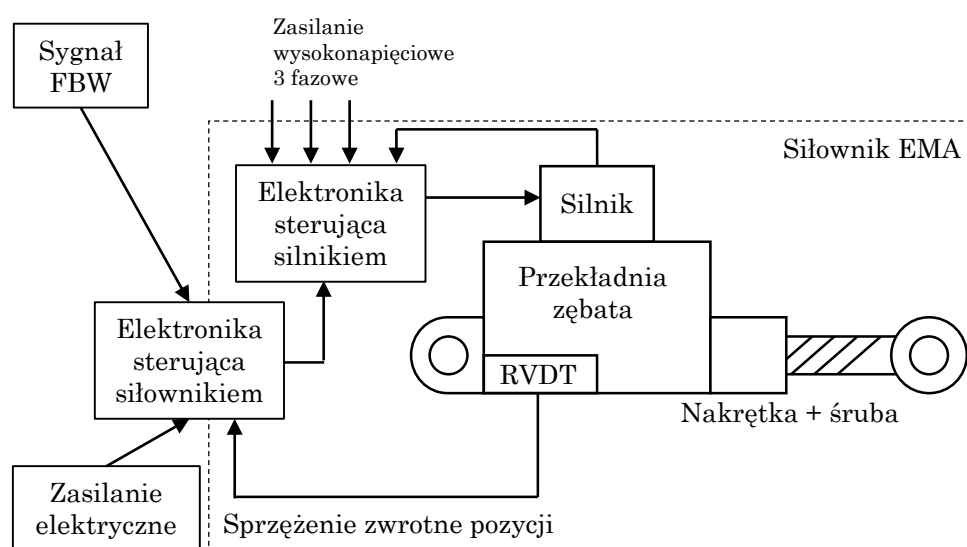 Zasilanie
wysokonapięciowe
3 fazowe
Sygnał
FBW
Siłownik EMA
Elektronika
sterująca
silnikiem
Silnik
Przekładnia
zębata
Elektronika
sterująca
siłownikiem
RVDT
Nakrętka + śruba
Zasilanie
elektryczne
Sprzężenie zwrotne pozycji